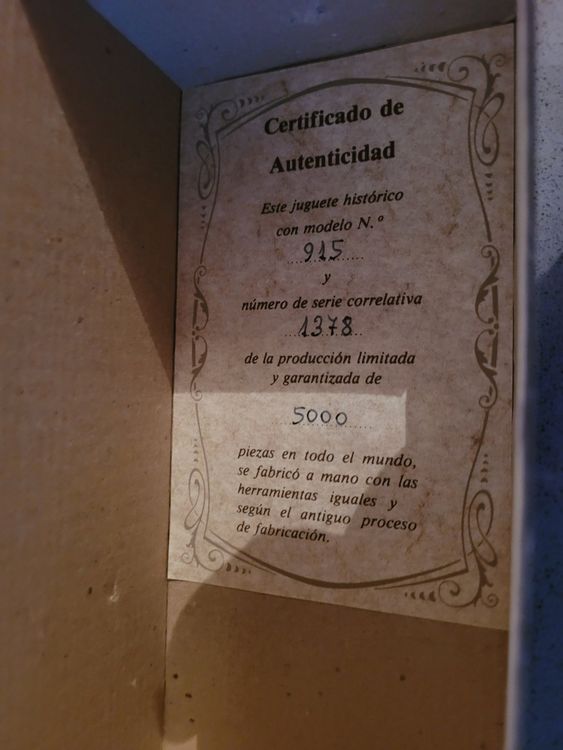 Certificado de
Autenticidad
Este juguete histórico
con modelo N.º
915
y
número de serie correlativa
1378
de la producción limitada
y garantizada de
5000
piezas en todo el mundo,
se fabricó a mano con las
herramientas iguales y
según el antiguo proceso
de fabricación.